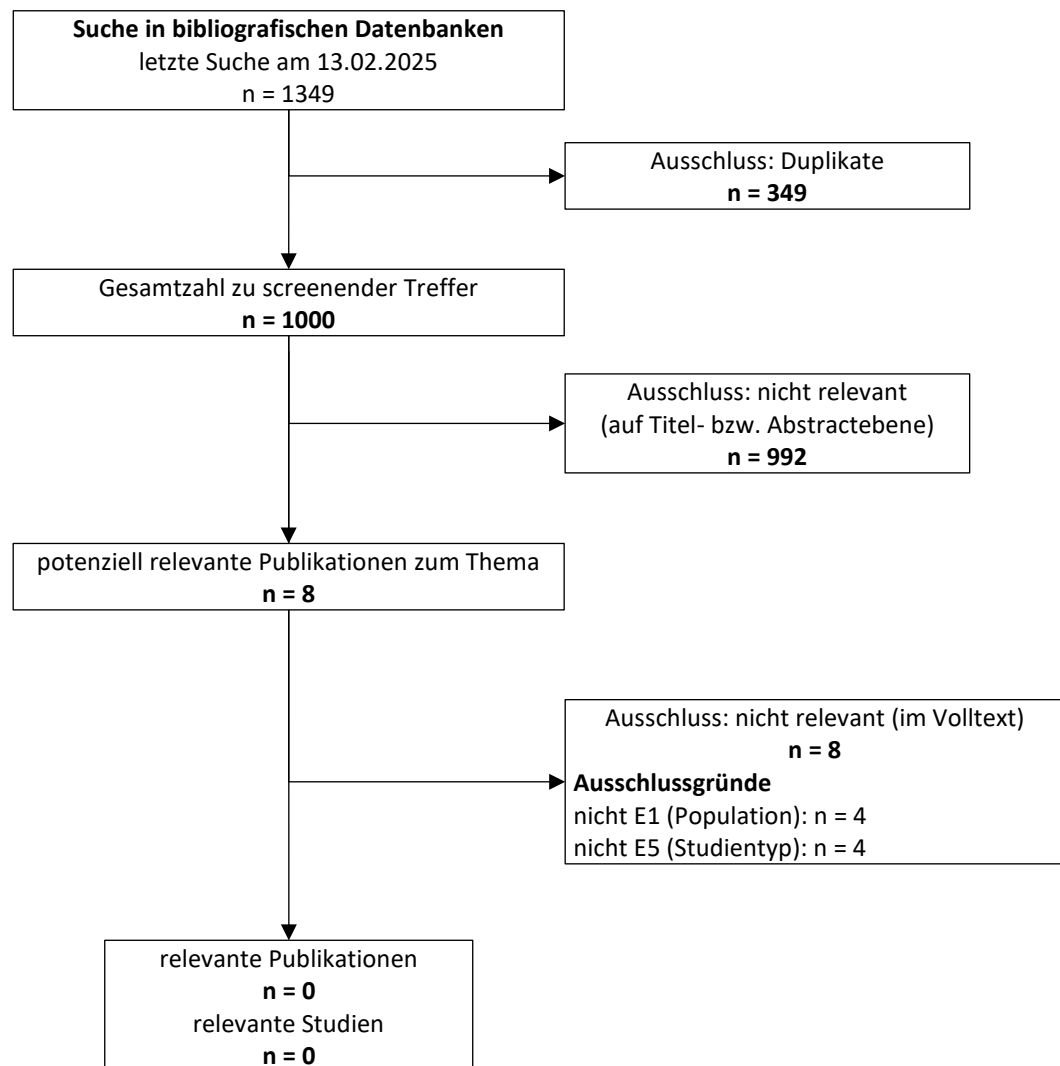 Suche in bibliografischen Datenbanken
letzte Suche am 13.02.2025
n = 1349
Ausschluss: Duplikate
n = 349
Gesamtzahl zu screenender Treffer
n = 1000
Ausschluss: nicht relevant
(auf Titel- bzw. Abstractebene)
n = 992
potenziell relevante Publikationen zum Thema
n = 8
Ausschluss: nicht relevant (im Volltext)
n = 8
Ausschlussgründe
nicht E1 (Population): n = 4
nicht E5 (Studientyp): n = 4
relevante Publikationen
n = 0
relevante Studien
n = 0